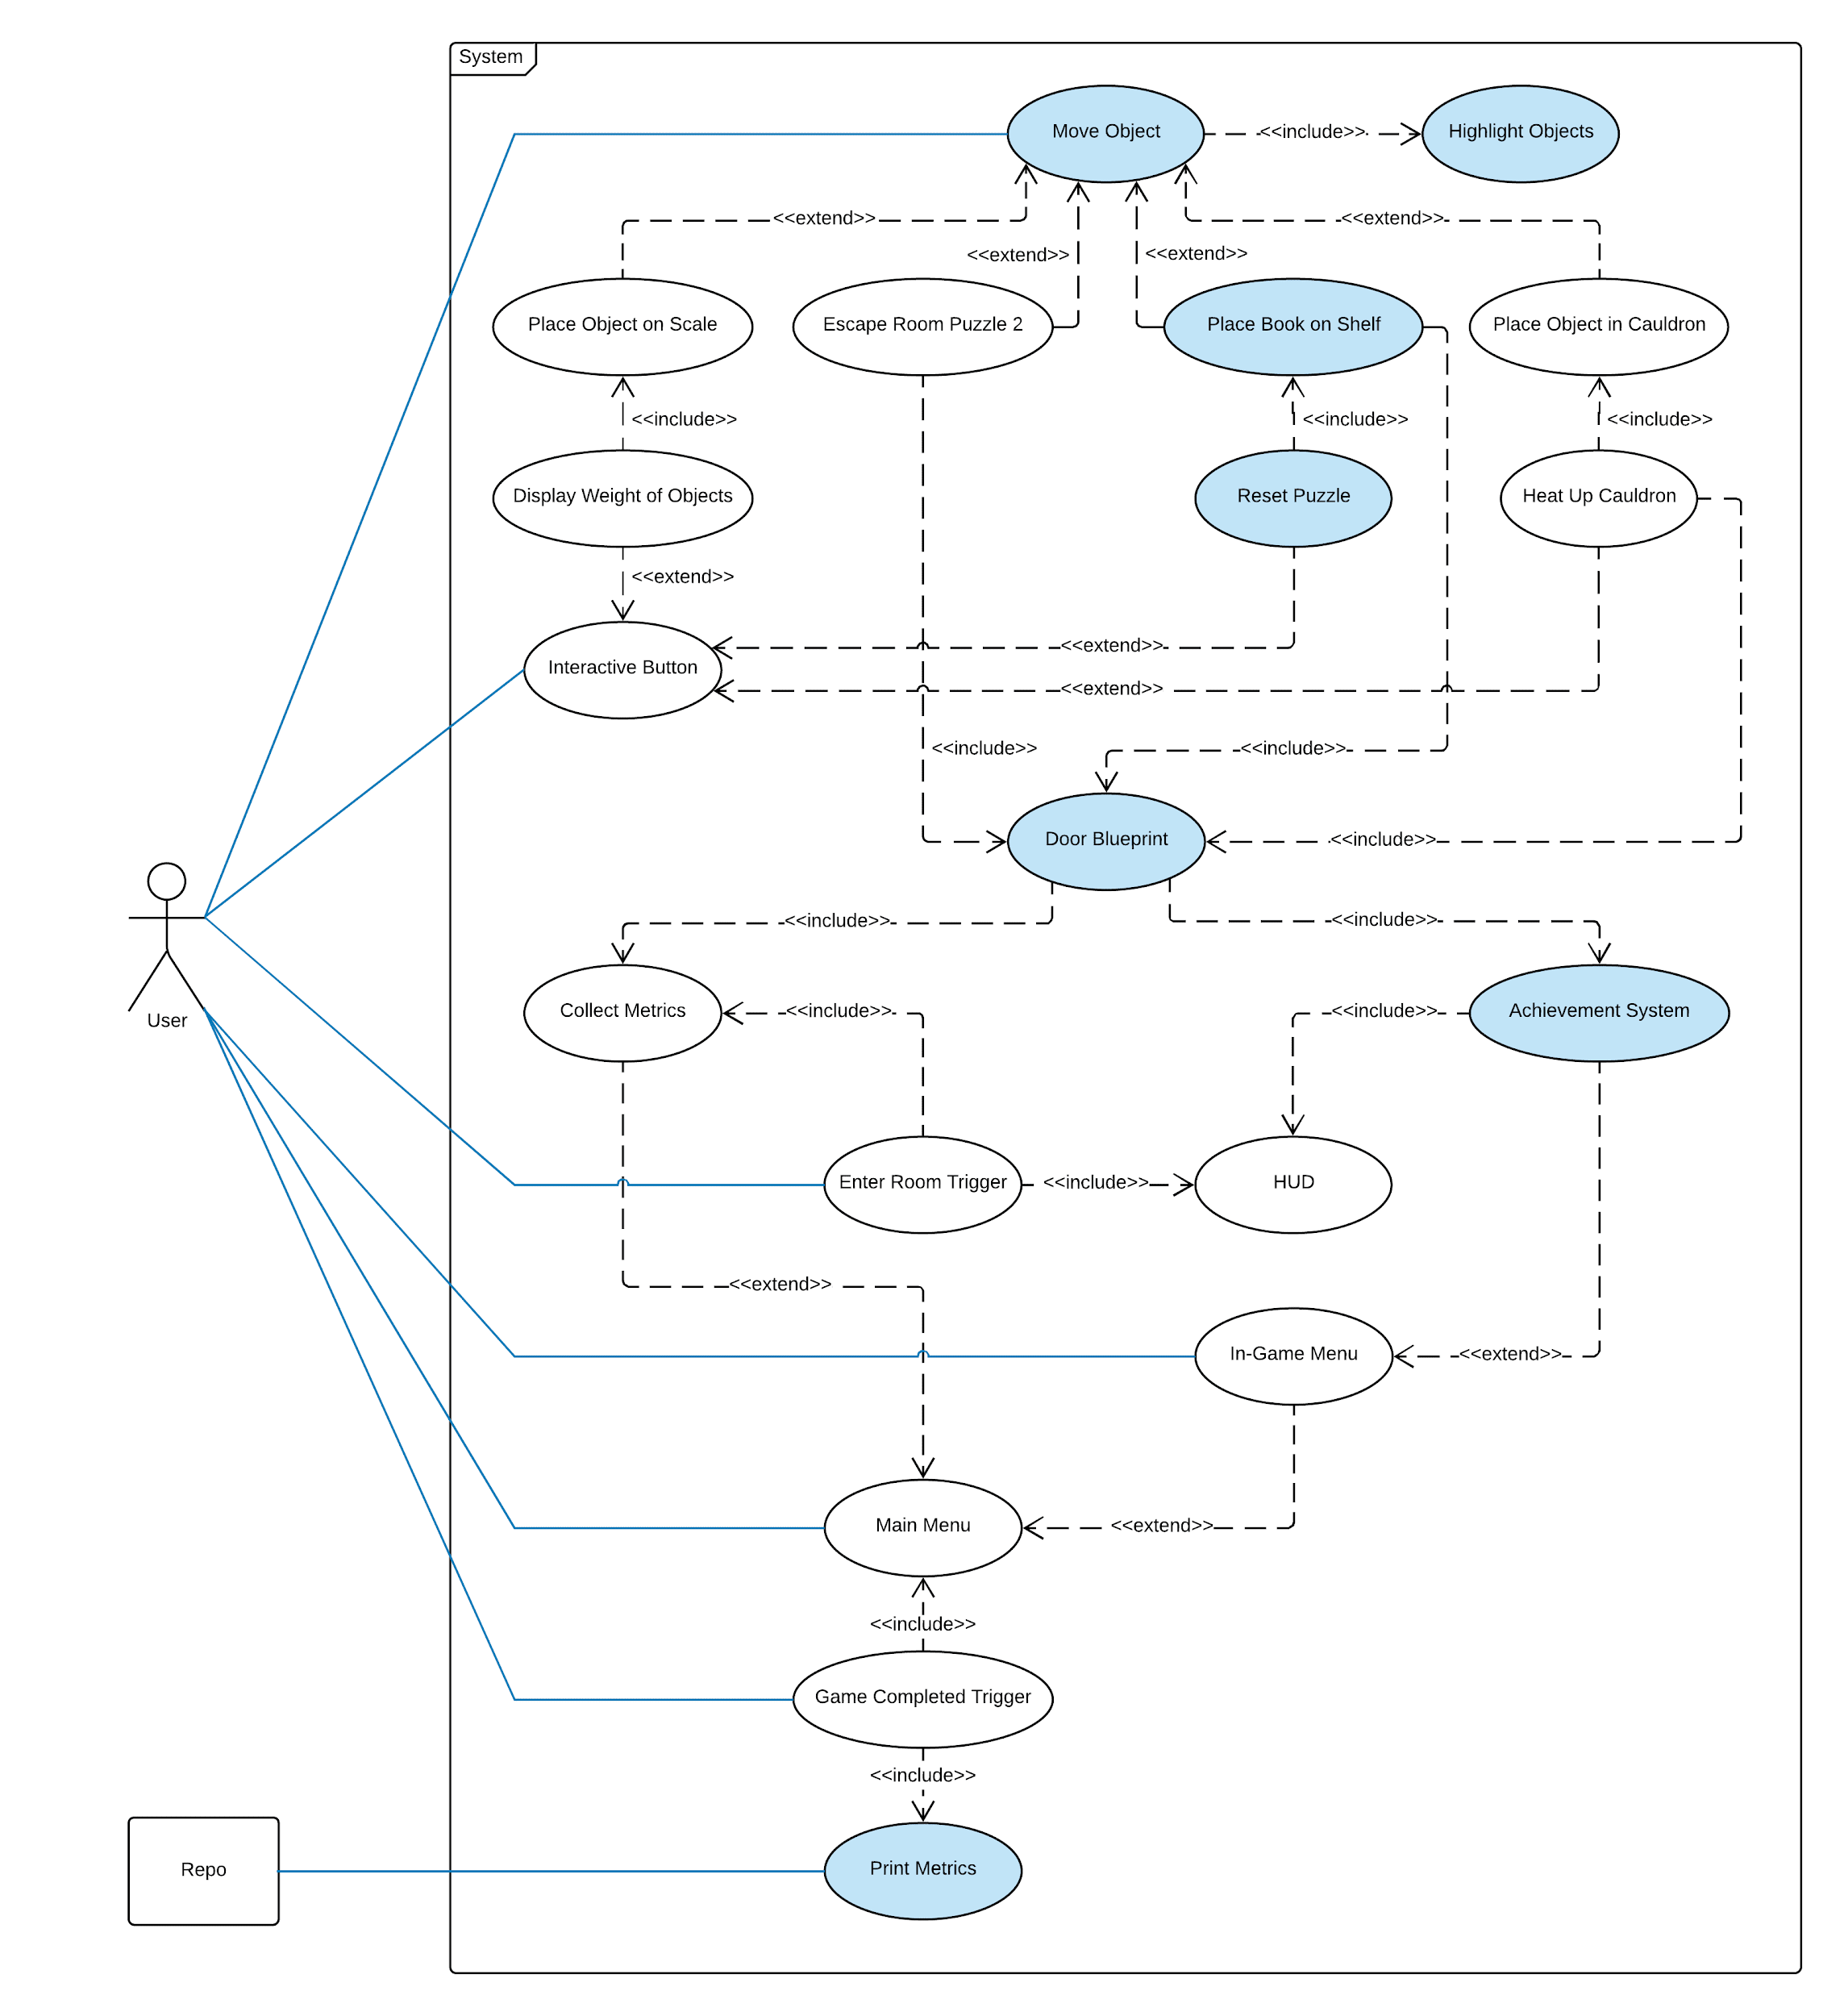 System
Move Object
<<include>>
Highlight Objects
<<extend>>
<<extend>>
<<extend>>
<<extend>>
Place Object on Scale
Escape Room Puzzle 2
Place Book on Shelf
Place Object in Cauldron
<<include>>
<<include>>
<<include>>
Display Weight of Objects
Reset Puzzle
Heat Up Cauldron
<<extend>>
<<extend>>
Interactive Button
<<extend>>
<<include>>
<<include>>
Door Blueprint
<<include>>
<<include>>
<<include>>
Collect Metrics
<<include>>
<<include>>
Achievement System
User
Enter Room Trigger
<<include>>
HUD
<<extend>>
In-Game Menu
<<extend>>
Main Menu
<<extend>>
<<include>>
Game Completed Trigger
<<include>>
Repo
Print Metrics